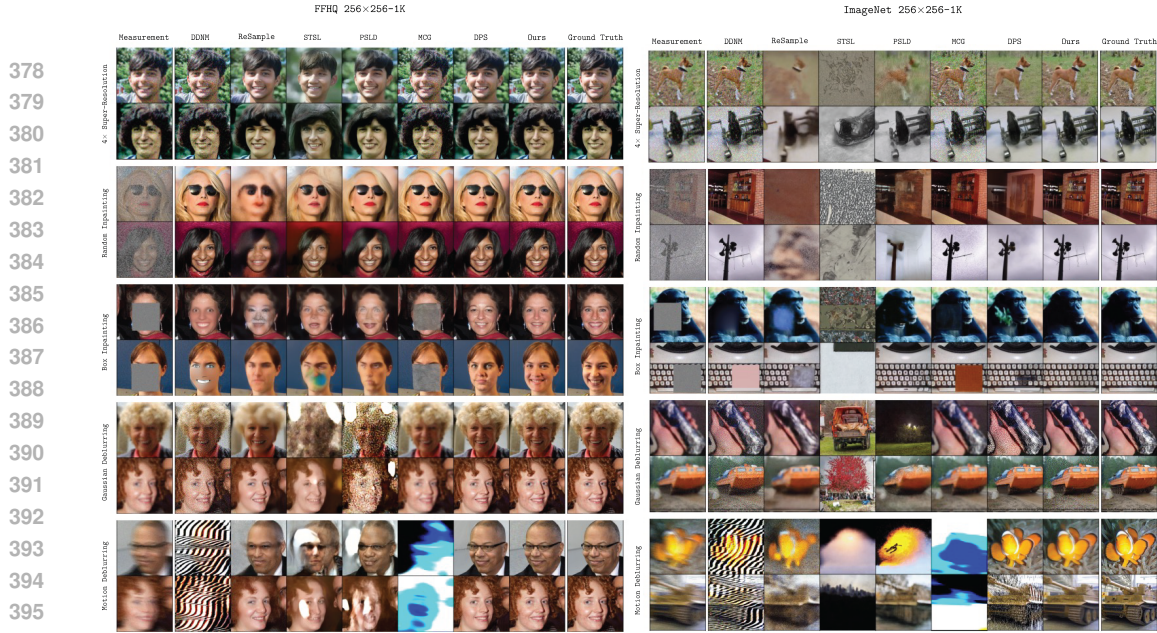 FFHQ 256×256-1K
Measurement DDNM ReSample STSL PSLD MCG DPS Ours Ground Truth
4× Super-Resolution
Random Inpainting
Box Inpainting
Gaussian Deblurring
Motion Deblurring
ImageNet 256×256-1K
Measurement DDNM ReSample STSL PSLD MCG DPS Ours Ground Truth
4× Super-Resolution
Random Inpainting
Box Inpainting
Gaussian Deblurring
Motion Deblurring
378
379
380
381
382
383
384
385
386
387
388
389
390
391
392
393
394
395